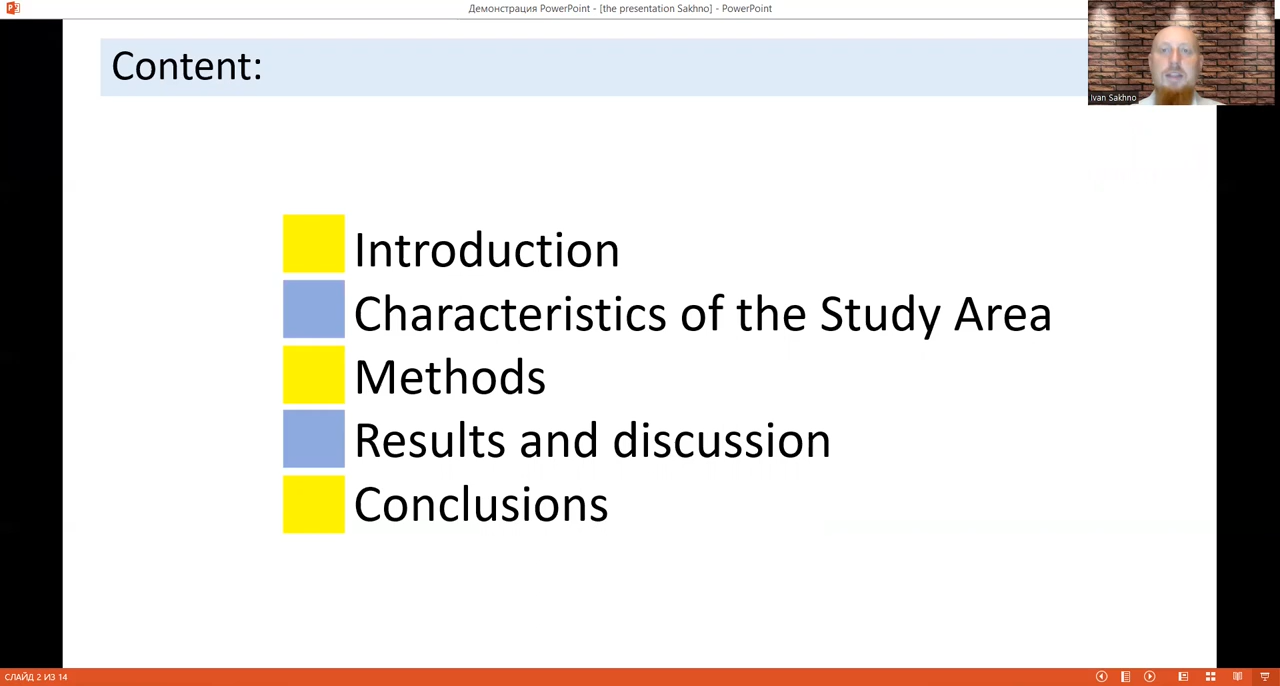 Демонстрация PowerPoint - [the presentation Sakhno] - PowerPoint
Content:
Ivan Sakhno
Introduction
Characteristics of the Study Area
Methods
Results and discussion
Conclusions
СЛАЙД 2 ИЗ 14